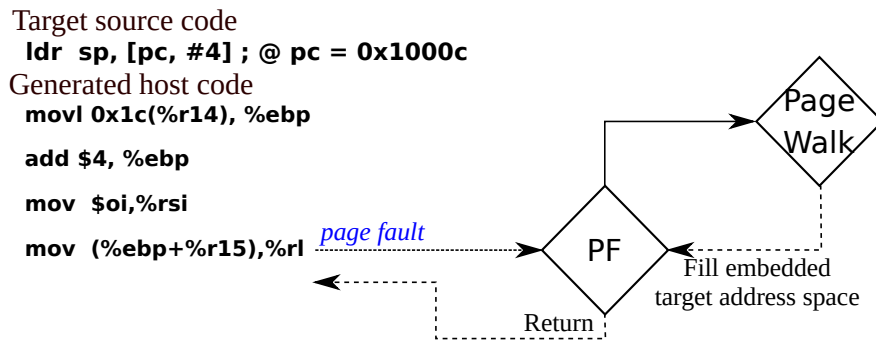 Target source code
ldr sp, [pc, #4] ; @ pc = 0x1000c
Generated host code
movl 0x1c(%r14), %ebp
add $4, %ebp
mov $oi,%rsi
mov (%ebp+%r15),%rl
page fault
PF
Page
Walk
Fill embedded
target address space
Return